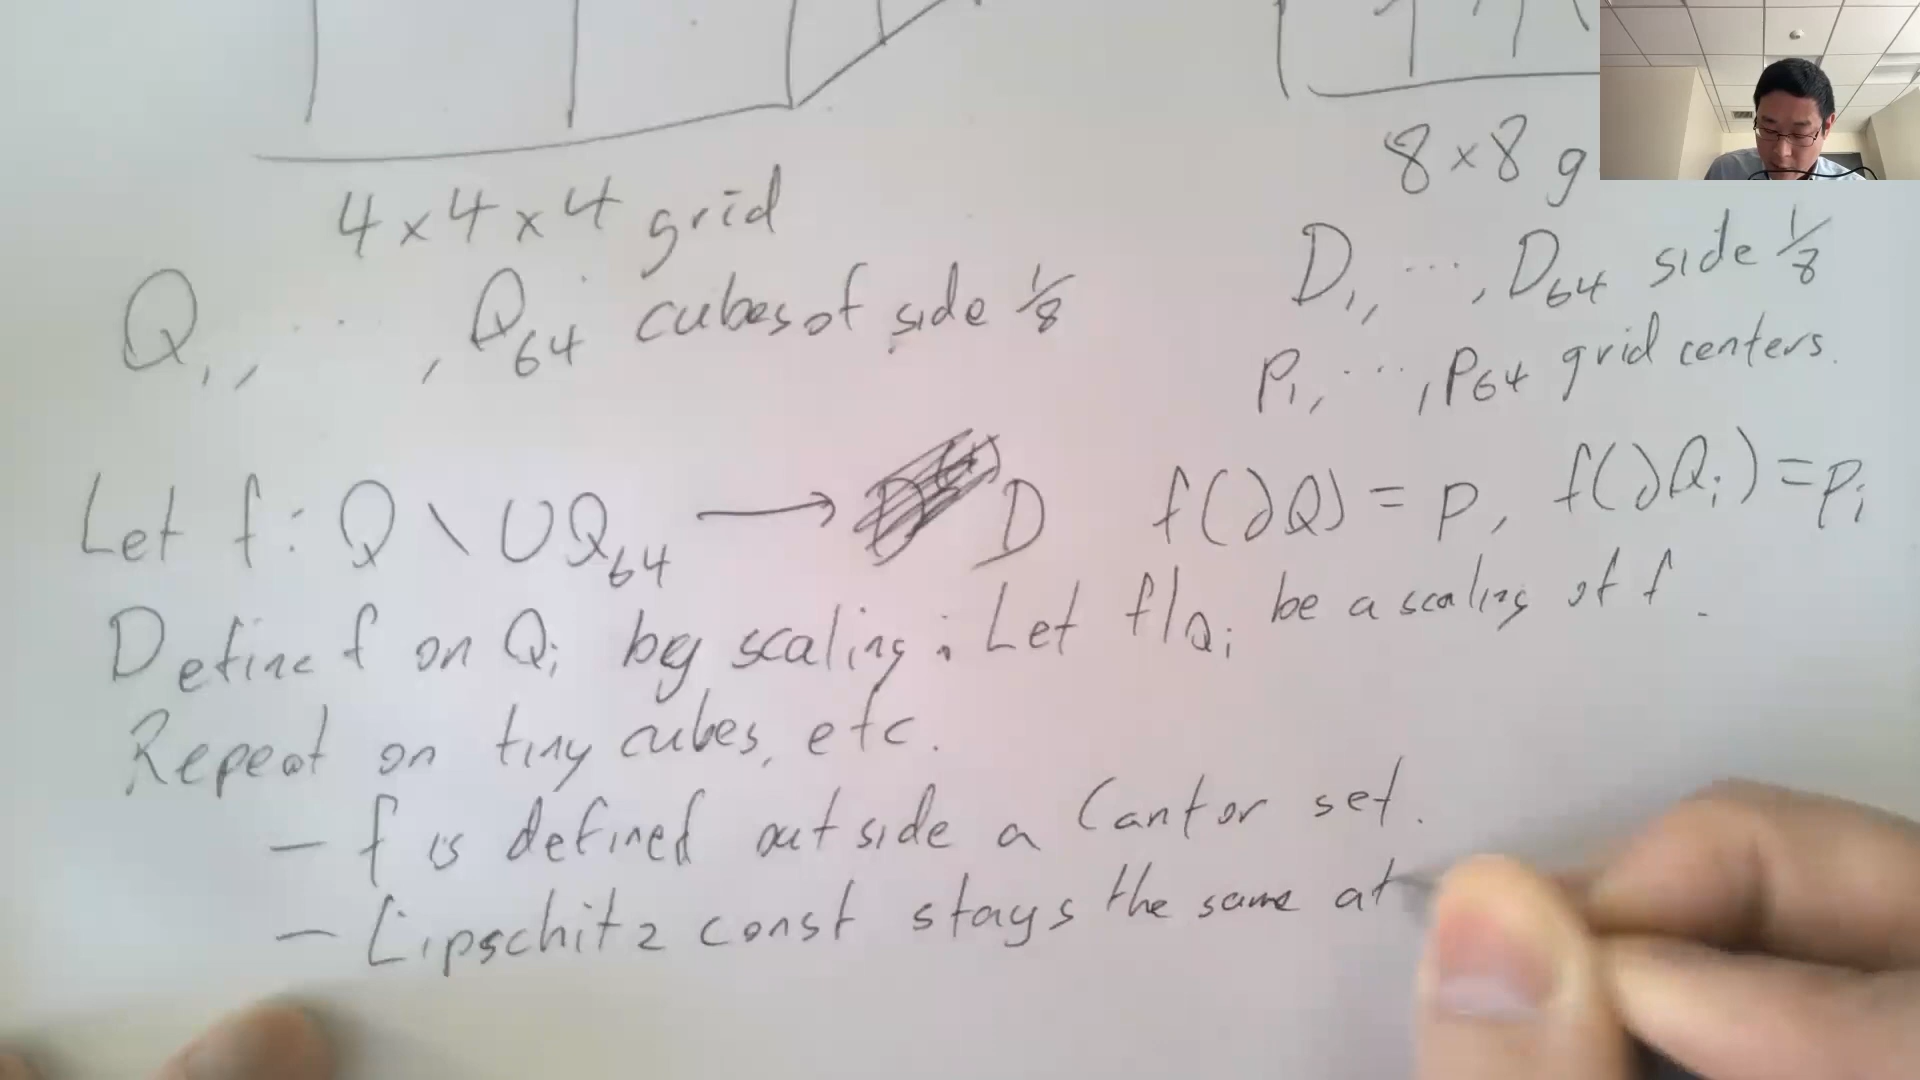 4 x 4 x 4 grid
8 x 8 g
Q₁, ..., Q₆₄ cubes of side 1/8
D₁, ..., D₆₄ side 1/8
P₁, ..., P₆₄ grid centers.
Let f: Q \ ∪Q₆₄ → D f(∂Q) = p, f(∂Qᵢ) = pᵢ
Define f on Qᵢ by scaling: Let f|Qᵢ be a scaling of f.
Repeat on tiny cubes, etc.
– f is defined outside a Cantor set.
– Lipschitz const stays the same at